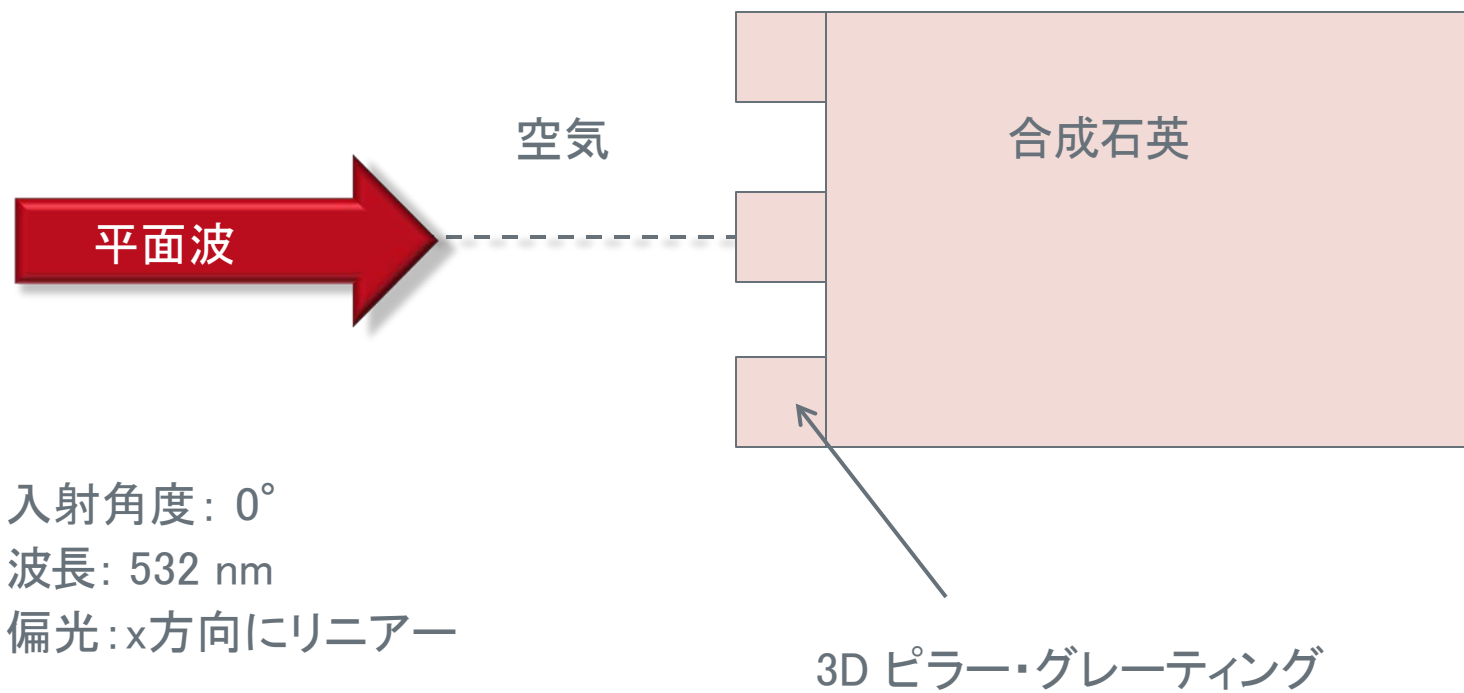 空気
合成石英
平面波
入射角度: 0°
波長: 532 nm
偏光:x方向にリニアー
3D ピラー・グレーティング